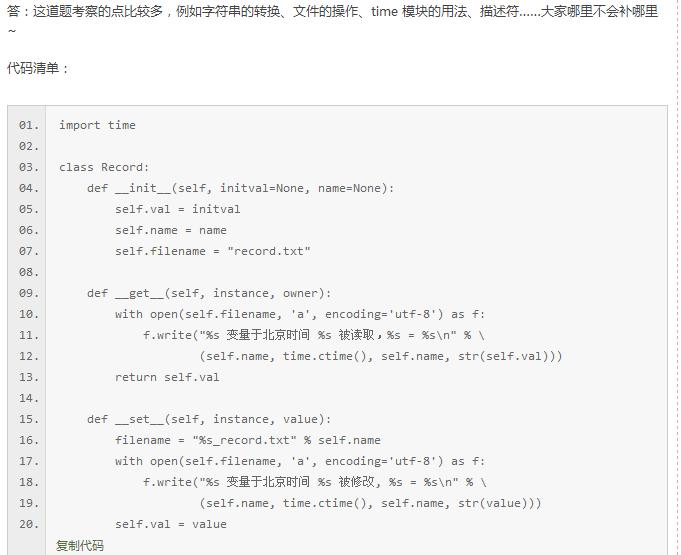 答：这道题考察的点比较多，例如字符串的转换、文件的操作、time 模块的用法、描述符……大家哪里不会补哪里
~
代码清单：
01. import time
02.
03. class Record:
04.     def __init__(self, initval=None, name=None):
05.         self.val = initval
06.         self.name = name
07.         self.filename = "record.txt"
08.
09.     def __get__(self, instance, owner):
10.         with open(self.filename, 'a', encoding='utf-8') as f:
11.             f.write("%s 变量于北京时间 %s 被读取，%s = %s\n" % \
12.                     (self.name, time.ctime(), self.name, str(self.val)))
13.         return self.val
14.
15.     def __set__(self, instance, value):
16.         filename = "%s_record.txt" % self.name
17.         with open(self.filename, 'a', encoding='utf-8') as f:
18.             f.write("%s 变量于北京时间 %s 被修改, %s = %s\n" % \
19.                     (self.name, time.ctime(), self.name, str(value)))
20.         self.val = value
复制代码